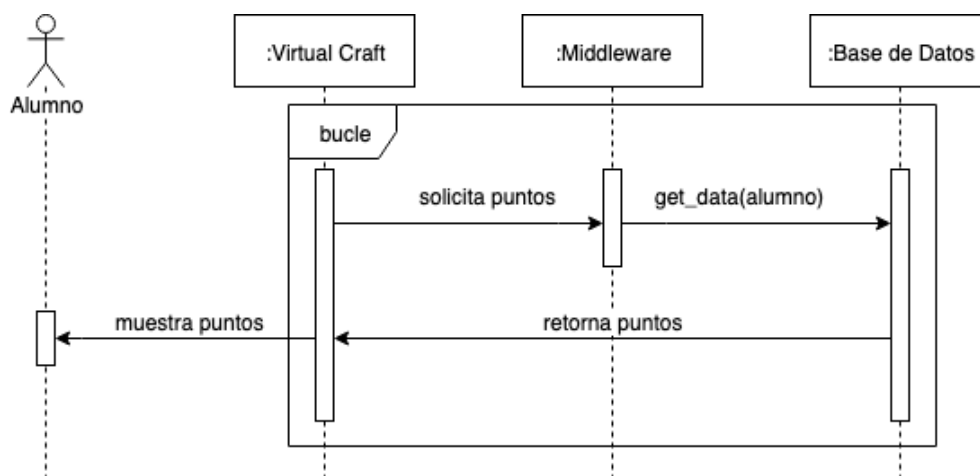 :Virtual Craft
:Middleware
:Base de Datos
Alumno
bucle
solicita puntos
get_data(alumno)
muestra puntos
retorna puntos